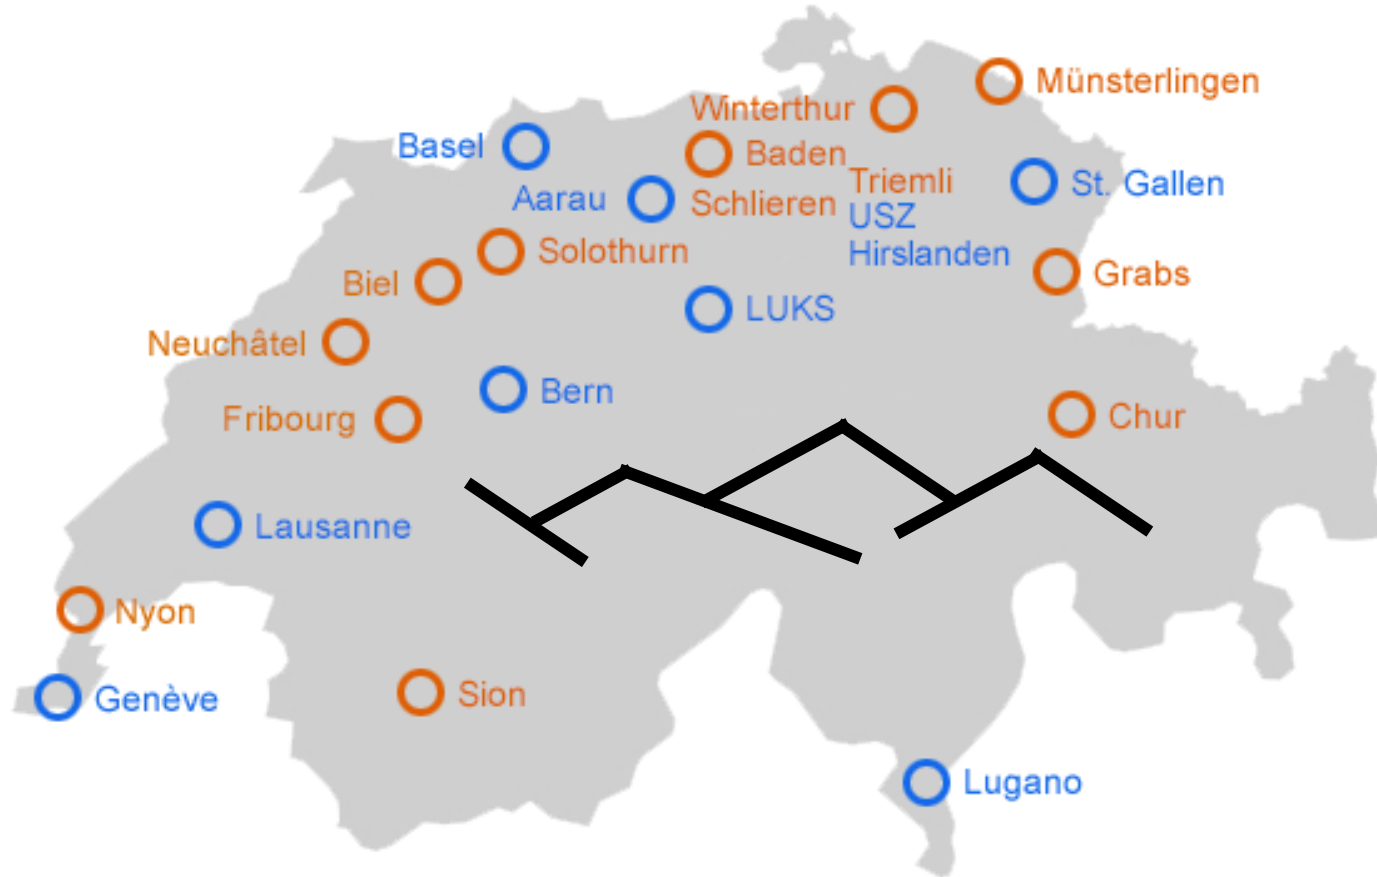 Münsterlingen
Winterthur
Basel
Baden
Triemli
St. Gallen
Aarau
Schlieren
USZ
Solothurn
Hirslanden
Grabs
Biel
LUKS
Neuchâtel
Bern
Fribourg
Chur
Lausanne
Nyon
Sion
Genève
Lugano